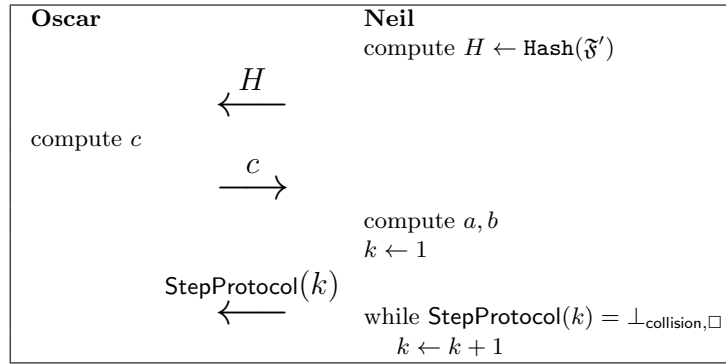 Oscar Neil
compute H ← Hash(𝔉′)
H
←
compute c
c
→
compute a, b
k ← 1
StepProtocol(k)
←
while StepProtocol(k) = ⊥collision,□
k ← k + 1